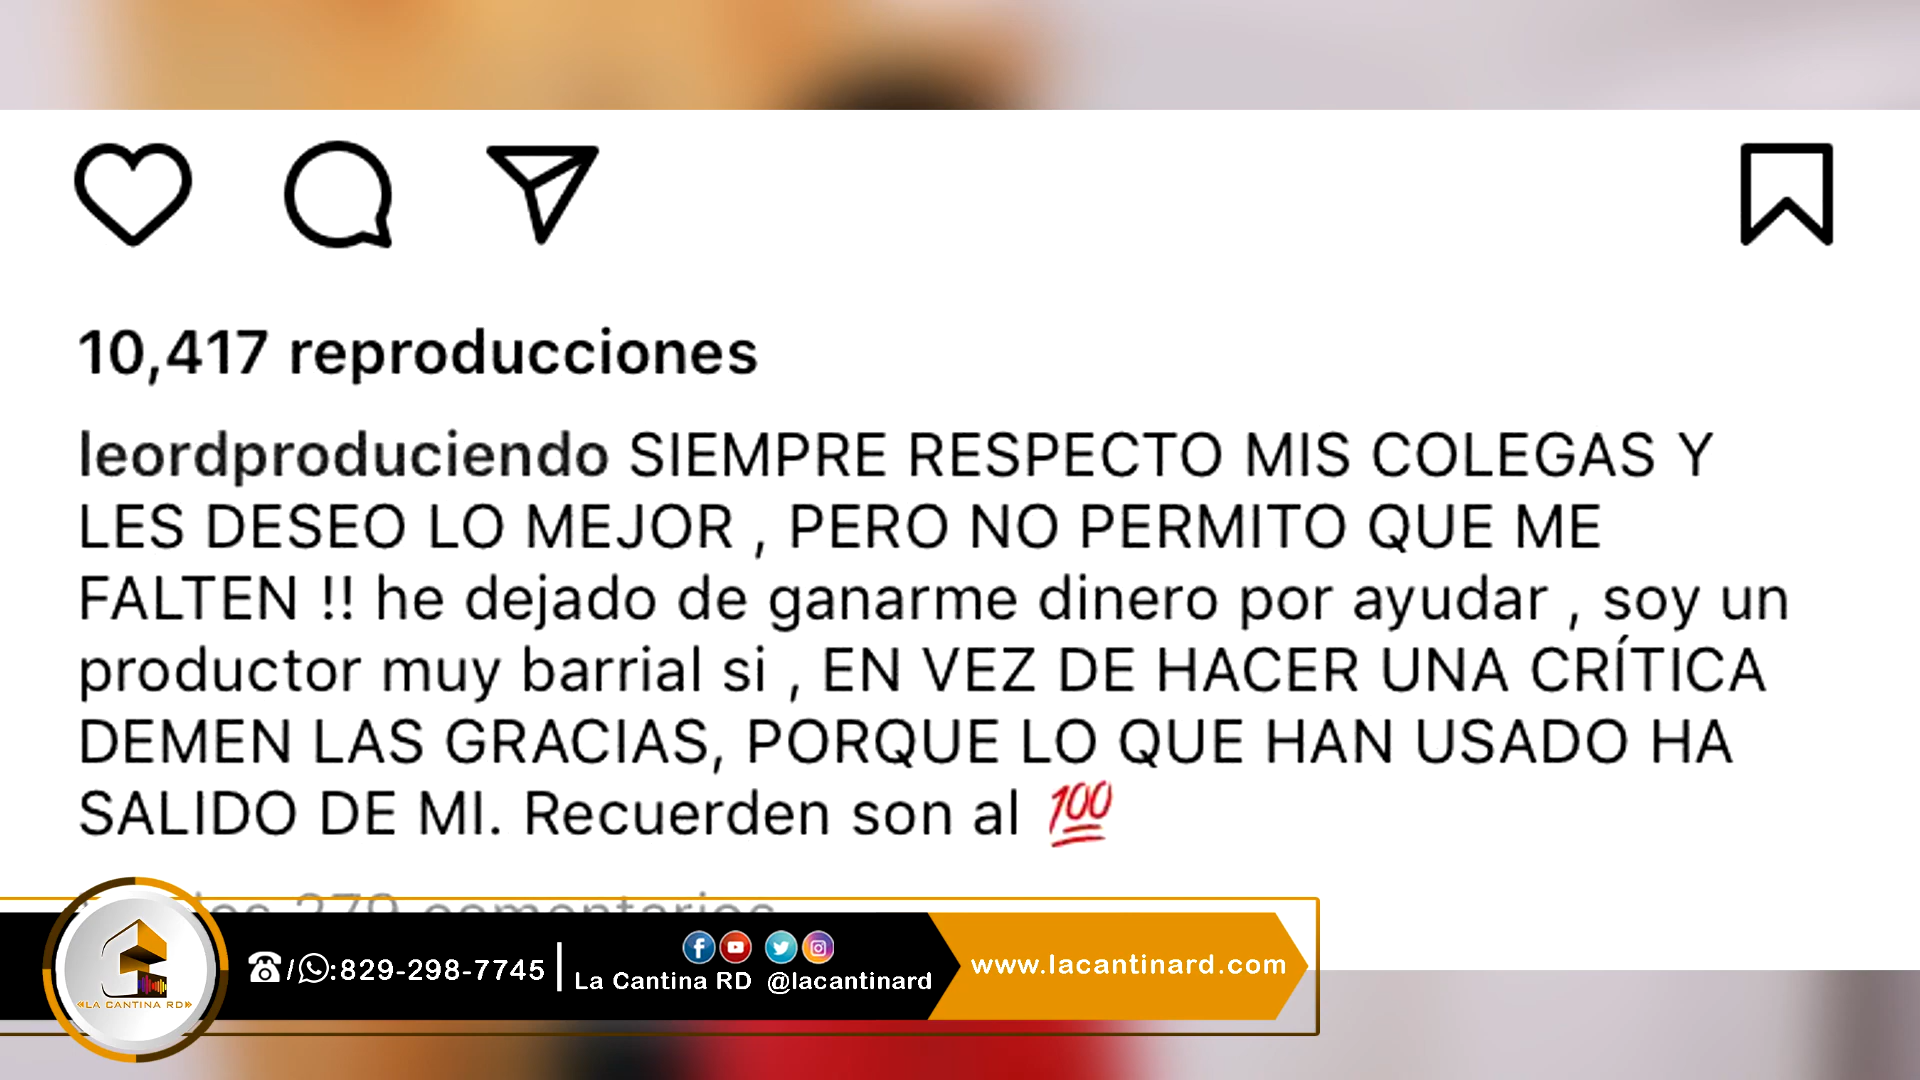 10,417 reproducciones
leordproduciendo SIEMPRE RESPECTO MIS COLEGAS Y
LES DESEO LO MEJOR , PERO NO PERMITO QUE ME
FALTEN !! he dejado de ganarme dinero por ayudar , soy un
productor muy barrial si , EN VEZ DE HACER UNA CRÍTICA
DEMEN LAS GRACIAS, PORQUE LO QUE HAN USADO HA
SALIDO DE MI. Recuerden son al 💯
279 comentarios
/ :829-298-7745
La Cantina RD @lacantinard
www.lacantinard.com
«LA CANTINA RD»